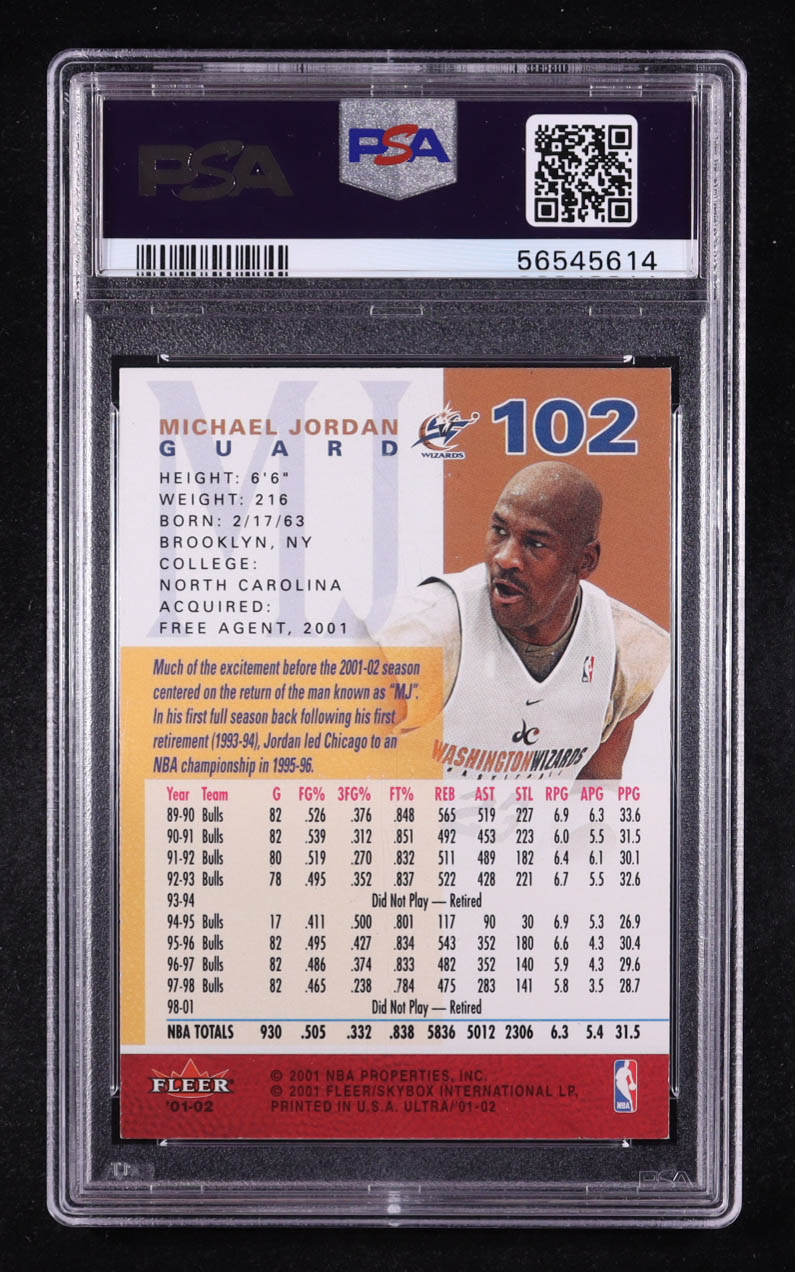 PSA
PSA
56545614
MJ
MICHAEL JORDAN
GUARD
WIZARDS
102
HEIGHT: 6'6"
WEIGHT: 216
BORN: 2/17/63
BROOKLYN, NY
COLLEGE:
NORTH CAROLINA
ACQUIRED:
FREE AGENT, 2001
dc
WASHINGTON WIZARDS
BASKETBALL
Much of the excitement before the 2001-02 season
centered on the return of the man known as “MJ”.
In his first full season back following his first
retirement (1993-94), Jordan led Chicago to an
NBA championship in 1995-96.
Year Team G FG% 3FG% FT% REB AST STL RPG APG PPG
89-90 Bulls 82 .526 .376 .848 565 519 227 6.9 6.3 33.6
90-91 Bulls 82 .539 .312 .851 492 453 223 6.0 5.5 31.5
91-92 Bulls 80 .519 .270 .832 511 489 182 6.4 6.1 30.1
92-93 Bulls 78 .495 .352 .837 522 428 221 6.7 5.5 32.6
93-94 Did Not Play — Retired
94-95 Bulls 17 .411 .500 .801 117 90 30 6.9 5.3 26.9
95-96 Bulls 82 .495 .427 .834 543 352 180 6.6 4.3 30.4
96-97 Bulls 82 .486 .374 .833 482 352 140 5.9 4.3 29.6
97-98 Bulls 82 .465 .238 .784 475 283 141 5.8 3.5 28.7
98-01 Did Not Play — Retired
NBA TOTALS 930 .505 .332 .838 5836 5012 2306 6.3 5.4 31.5
FLEER
'01-02
© 2001 NBA PROPERTIES, INC.
© 2001 FLEER/SKYBOX INTERNATIONAL LP,
PRINTED IN U.S.A. ULTRA/'01-02
NBA
PSA